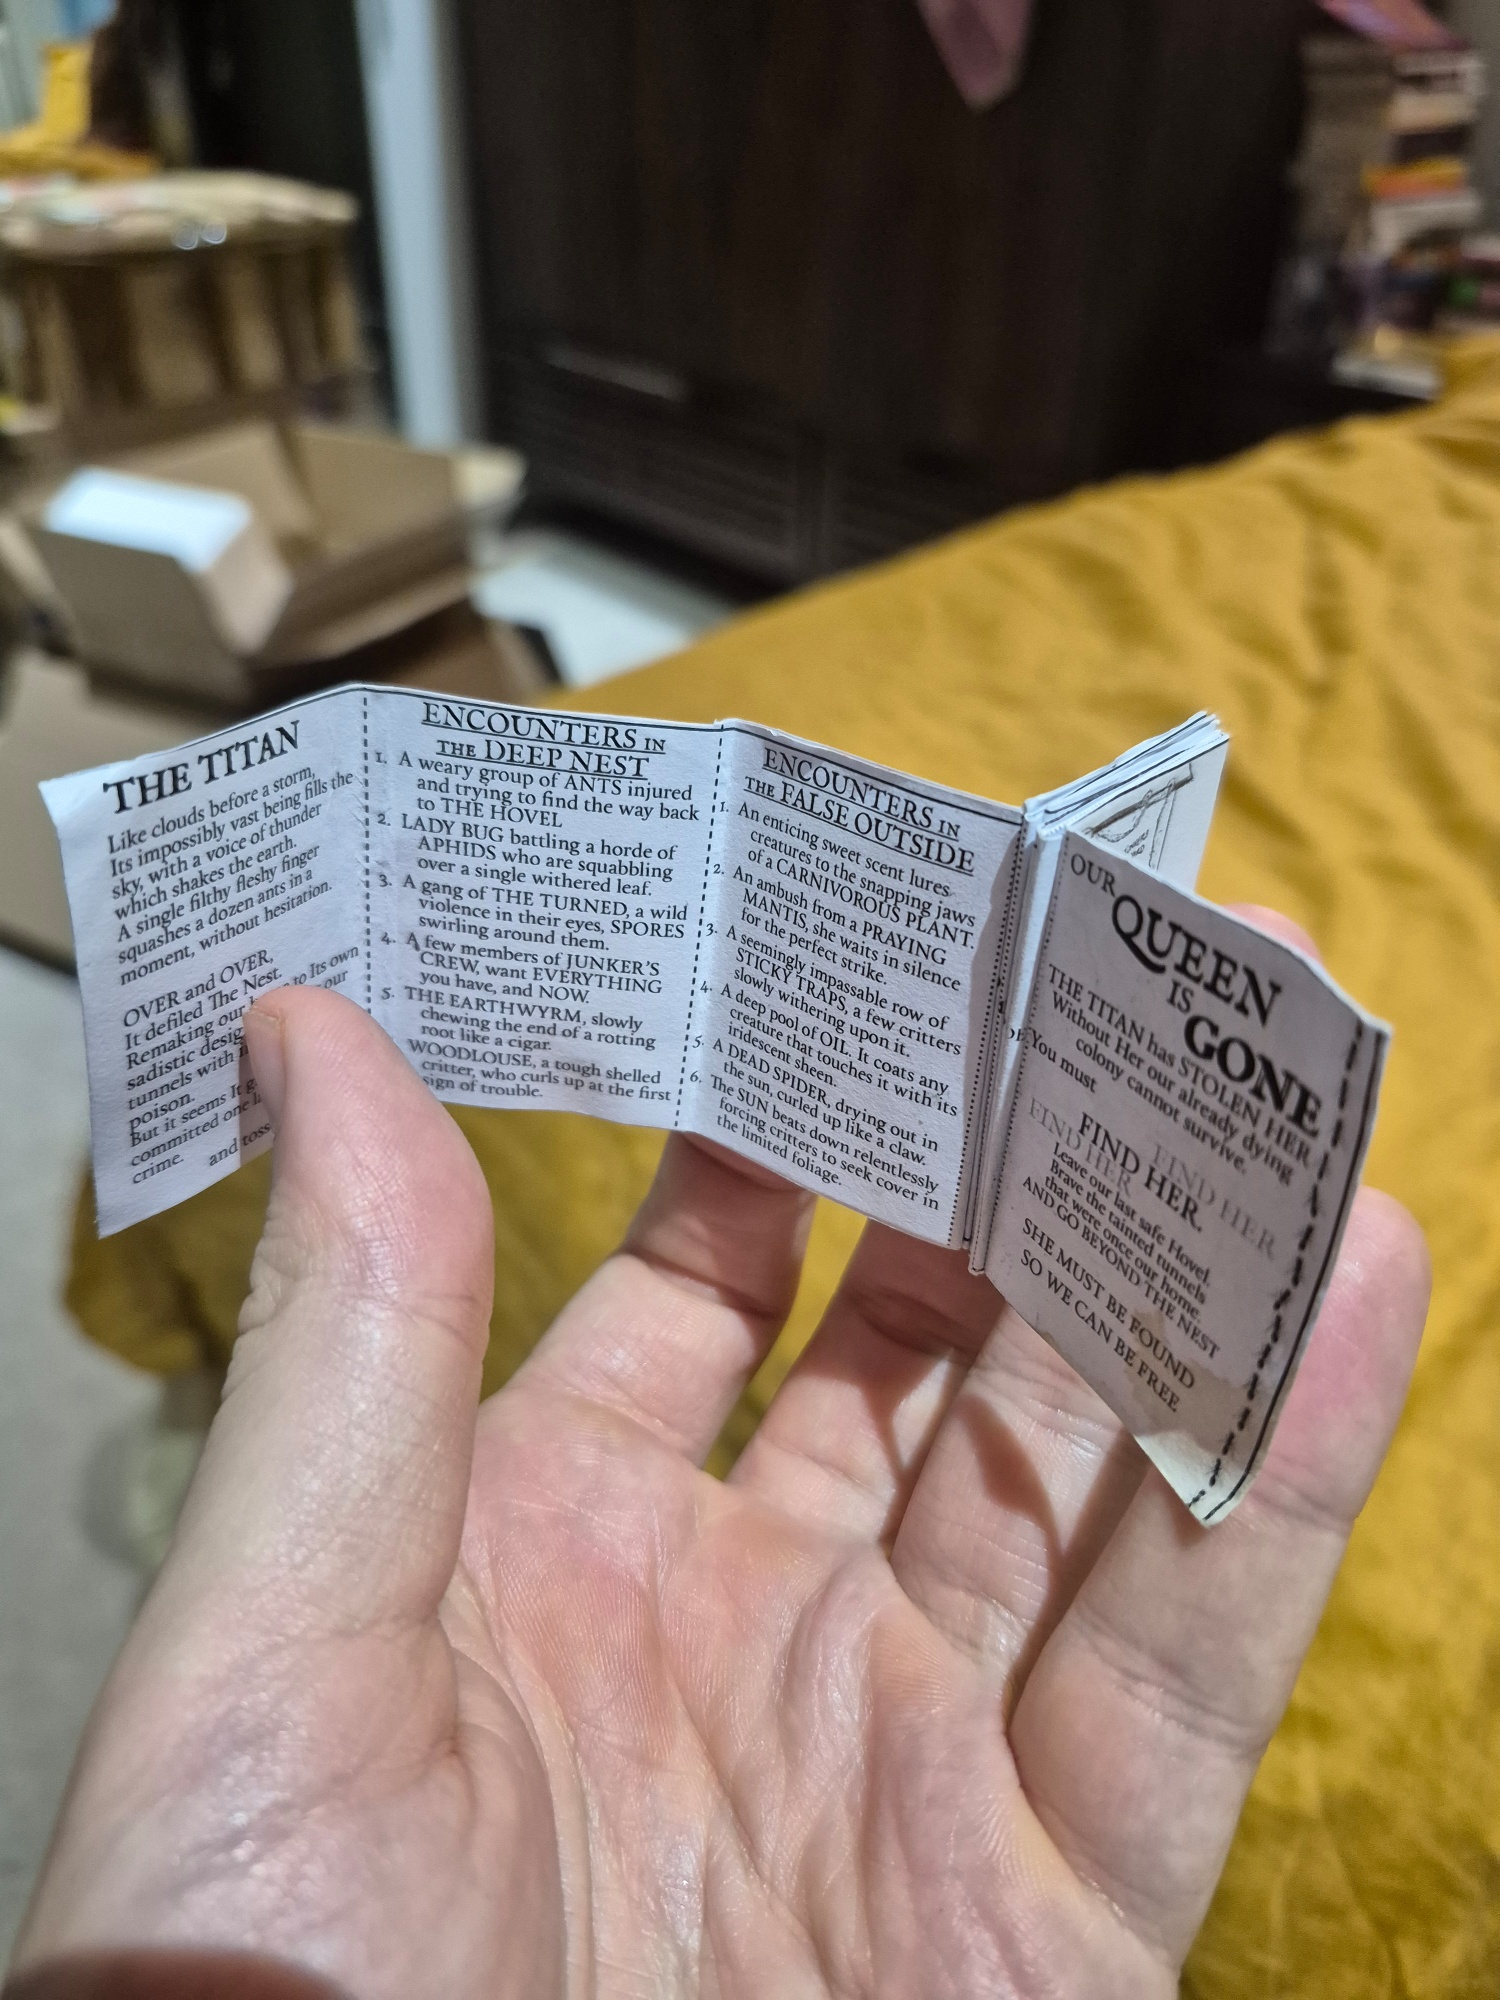 THE TITAN
Like clouds before a storm,
Its impossibly vast being fills the
sky, with a voice of thunder
which shakes the earth.
A single filthy fleshy finger
squashes a dozen ants in a
moment, without hesitation.
OVER and OVER,
It defiled The Nest.
Remaking our to Its own
sadistic our
tunnels with
poison.
But it seems It
committed one
crime.
and
ENCOUNTERS IN
THE DEEP NEST
1. A weary group of ANTS injured
and trying to find the way back
to THE HOVEL
2. LADY BUG battling a horde of
APHIDS who are squabbling
over a single withered leaf.
3. A gang of THE TURNED, a wild
violence in their eyes, SPORES
swirling around them.
4. A few members of JUNKER'S
CREW, want EVERYTHING
you have, and NOW.
5. THE EARTHWYRM, slowly
chewing the end of a rotting
root like a cigar.
WOODLOUSE, a tough shelled
critter, who curls up at the first
sign of trouble.
ENCOUNTERS IN
THE FALSE OUTSIDE
1. An enticing sweet scent lures
creatures to the snapping jaws
of a CARNIVOROUS PLANT.
2. An ambush from a PRAYING
MANTIS, she waits in silence
for the perfect strike.
3. A seemingly impassable row of
STICKY TRAPS, a few critters
slowly withering upon it.
4. A deep pool of OIL. It coats any
creature that touches it with its
iridescent sheen.
5. A DEAD SPIDER, drying out in
the sun, curled up like a claw.
6. The SUN beats down relentlessly
forcing critters to seek cover in
the limited foliage.
OUR
QUEEN
IS
GONE
THE TITAN has STOLEN HER
Without Her our already dying
colony cannot survive.
You must
FIND HER
FIND HER.
FIND HER
Leave our last safe Hovel.
Brave the tainted tunnels
that were once our home.
AND GO BEYOND THE NEST
SHE MUST BE FOUND
SO WE CAN BE FREE